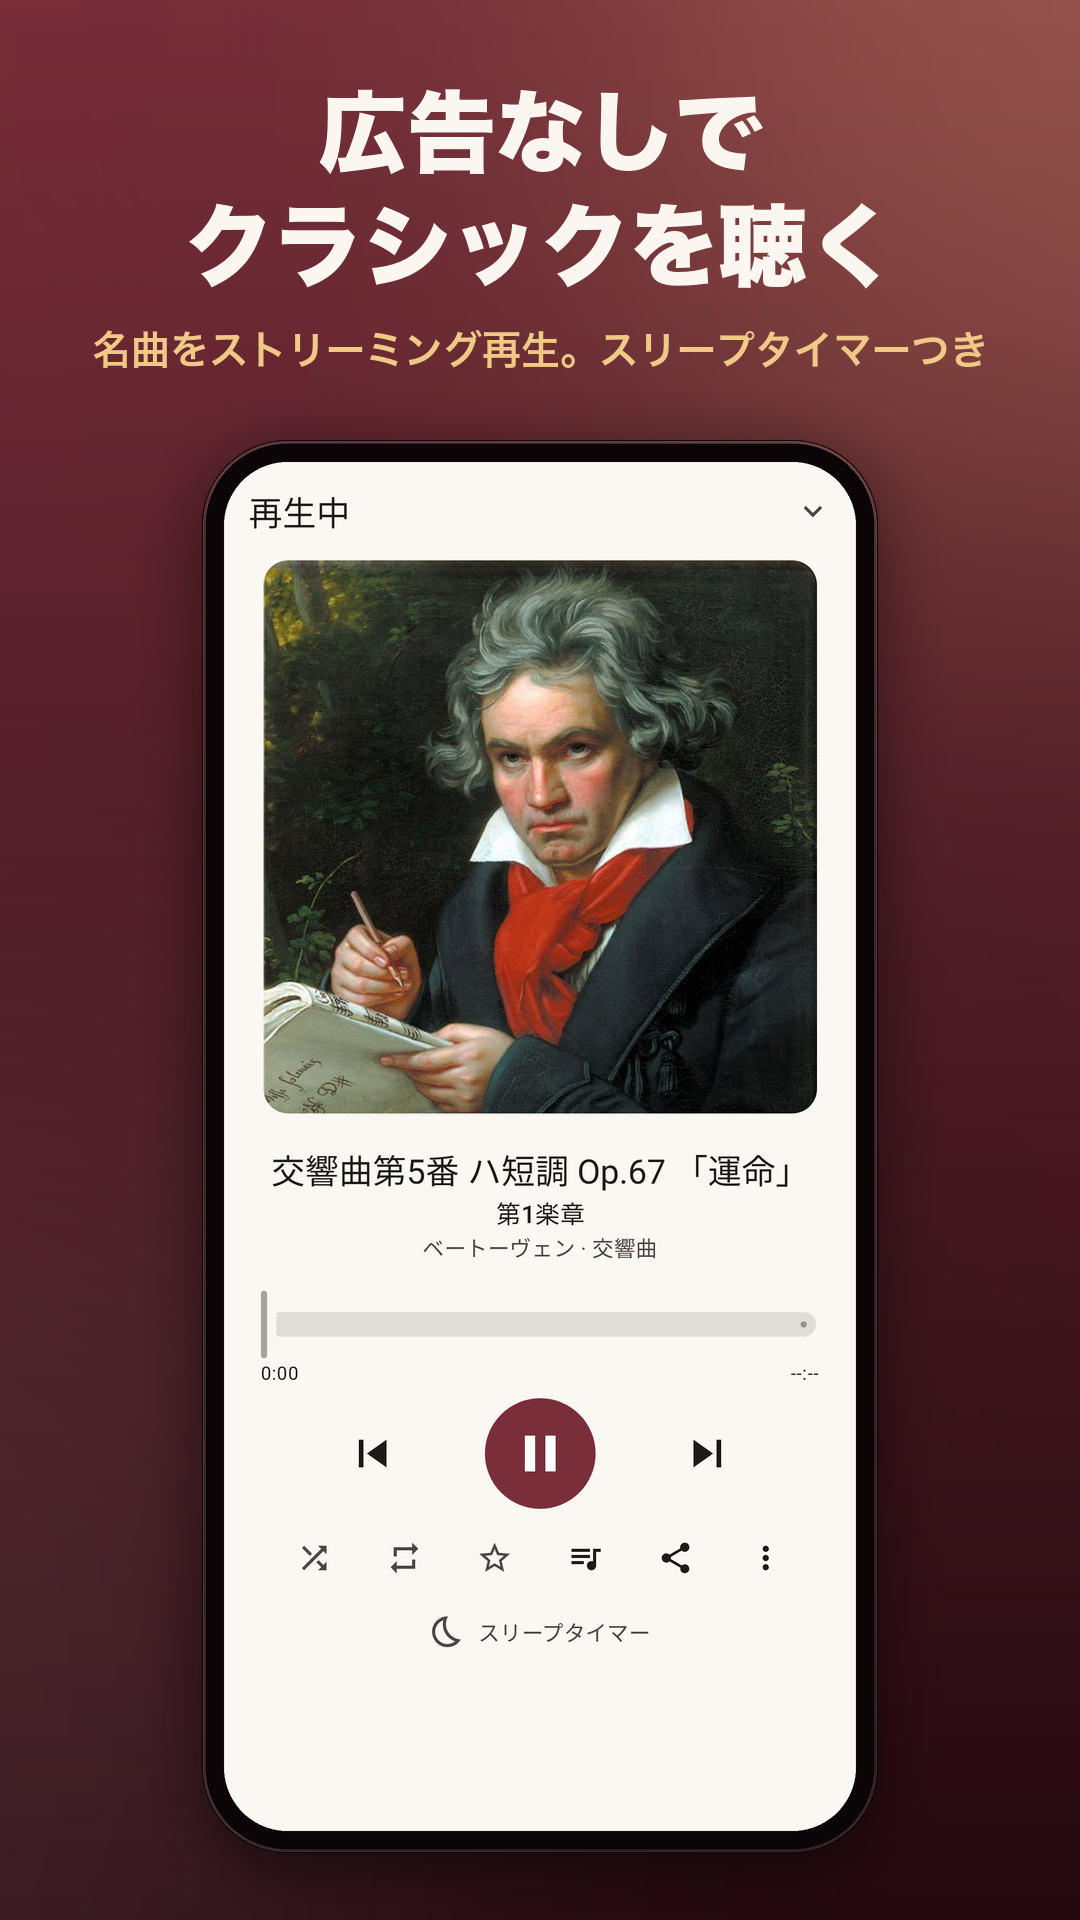 広告なしで
クラシックを聴く
名曲をストリーミング再生。スリープタイマーつき
再生中
交響曲第5番 ハ短調 Op.67 「運命」
第1楽章
ベートーヴェン · 交響曲
0:00
--:--
スリープタイマー